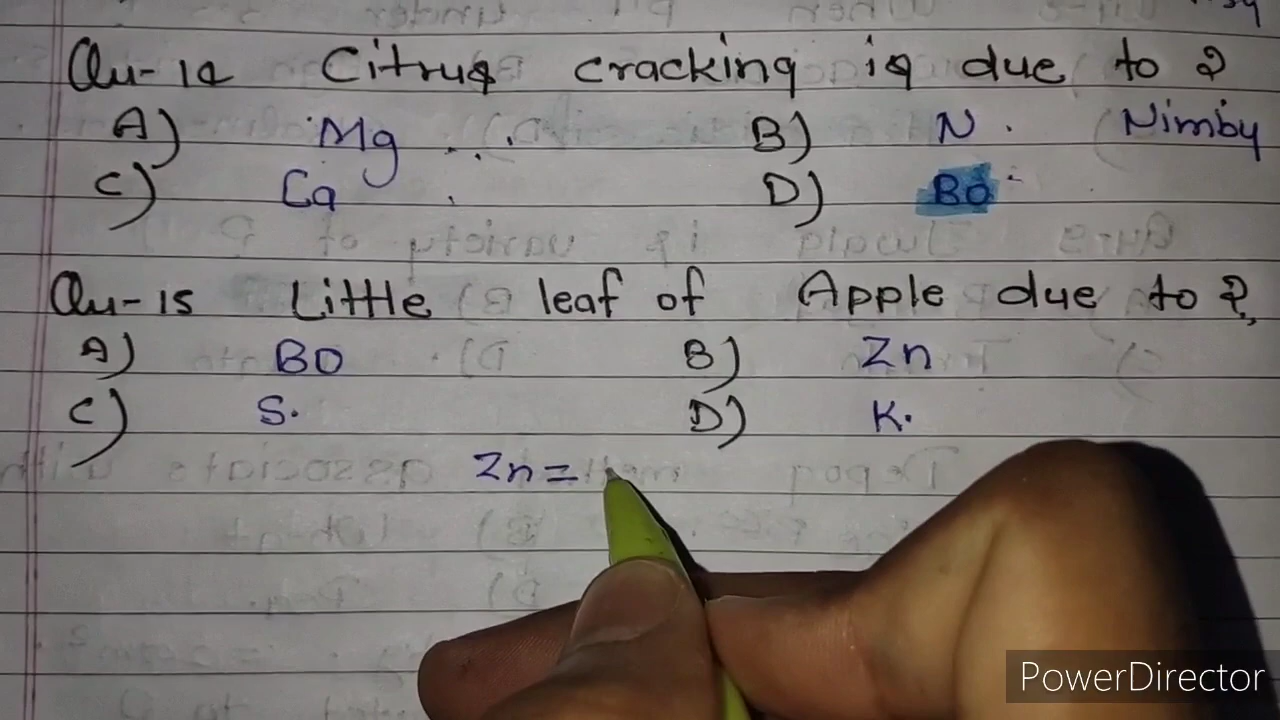 Qu-14 Citrus cracking is due to ?
A) Mg B) N. Nimby
C) Ca D) Bo
Qu-15 Little leaf of Apple due to ?
A) BO B) Zn
C) S. D) K.
Zn =
PowerDirector